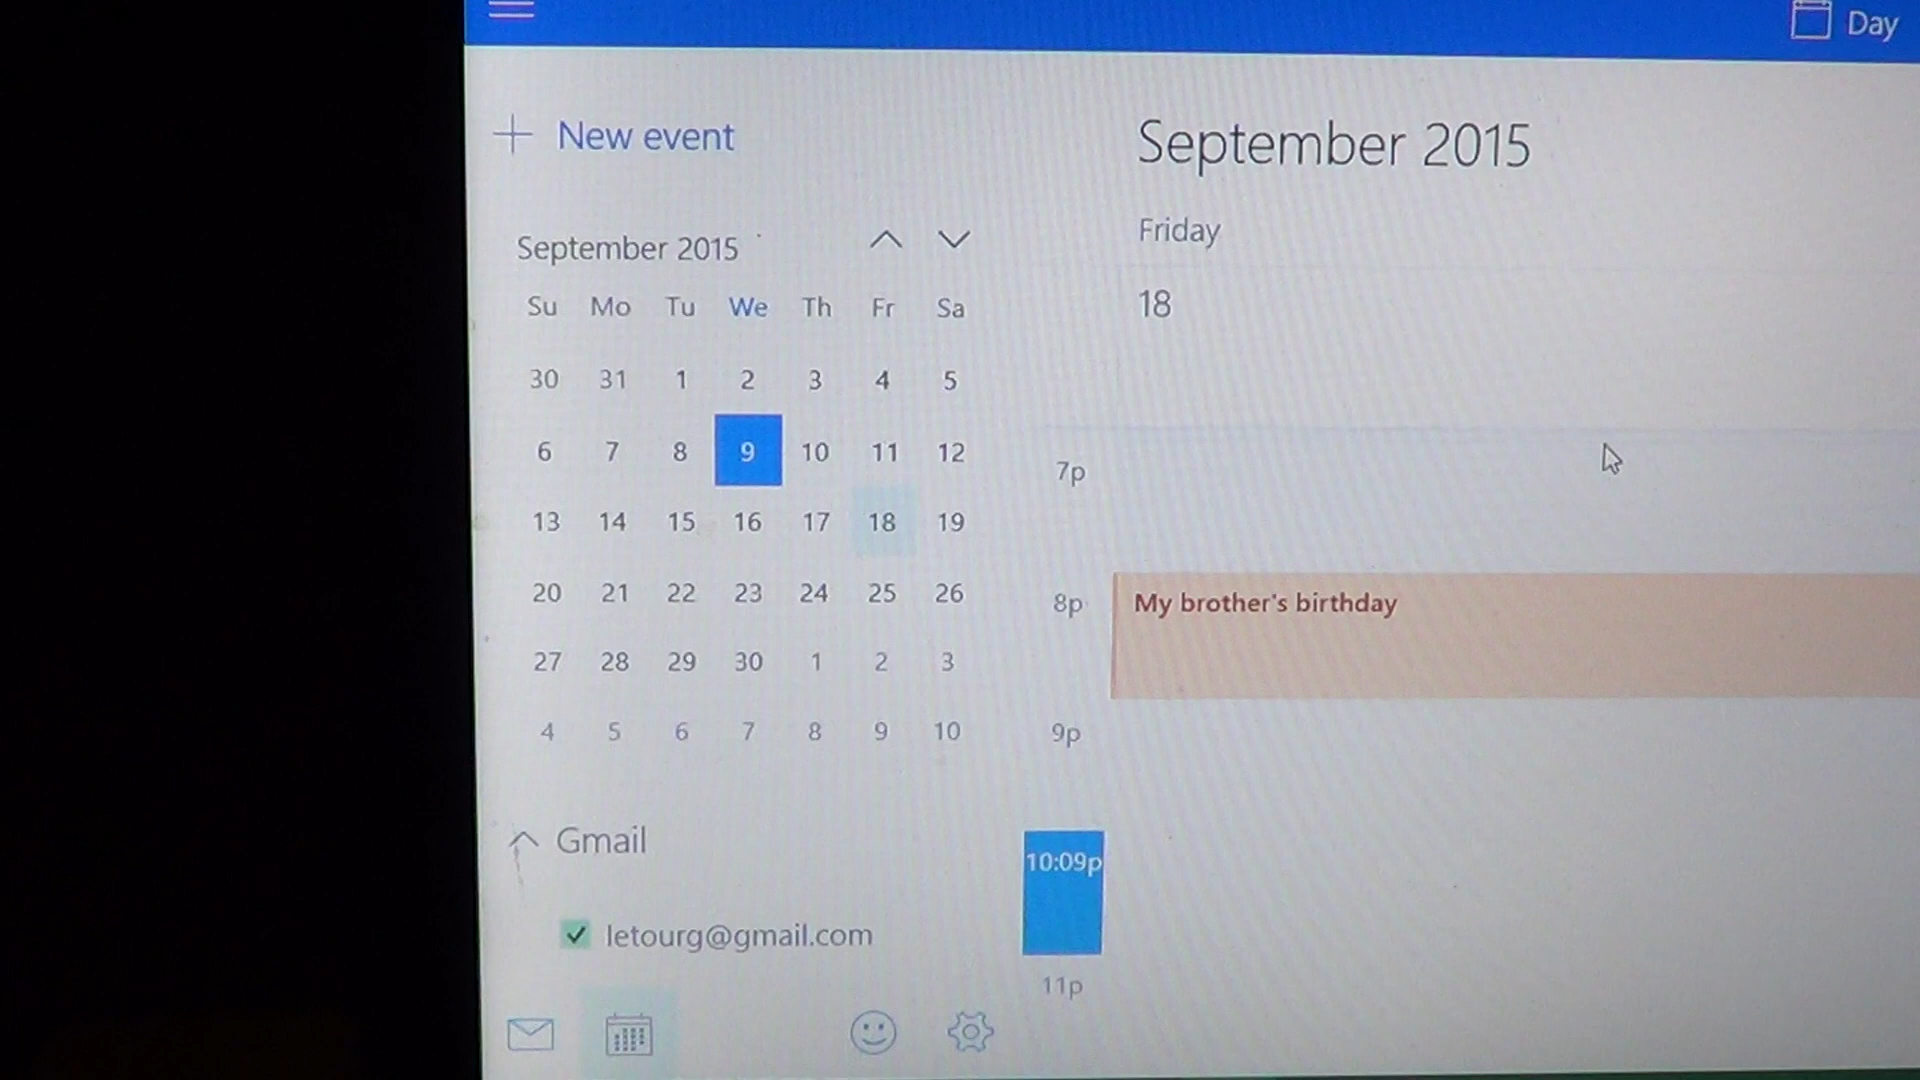 Day
New event
September 2015
Su Mo Tu We Th Fr Sa
30 31 1 2 3 4 5
6 7 8 9 10 11 12
13 14 15 16 17 18 19
20 21 22 23 24 25 26
27 28 29 30 1 2 3
4 5 6 7 8 9 10
Gmail
letourg@gmail.com
September 2015
Friday
18
7p
8p My brother's birthday
9p
10:09p
11p